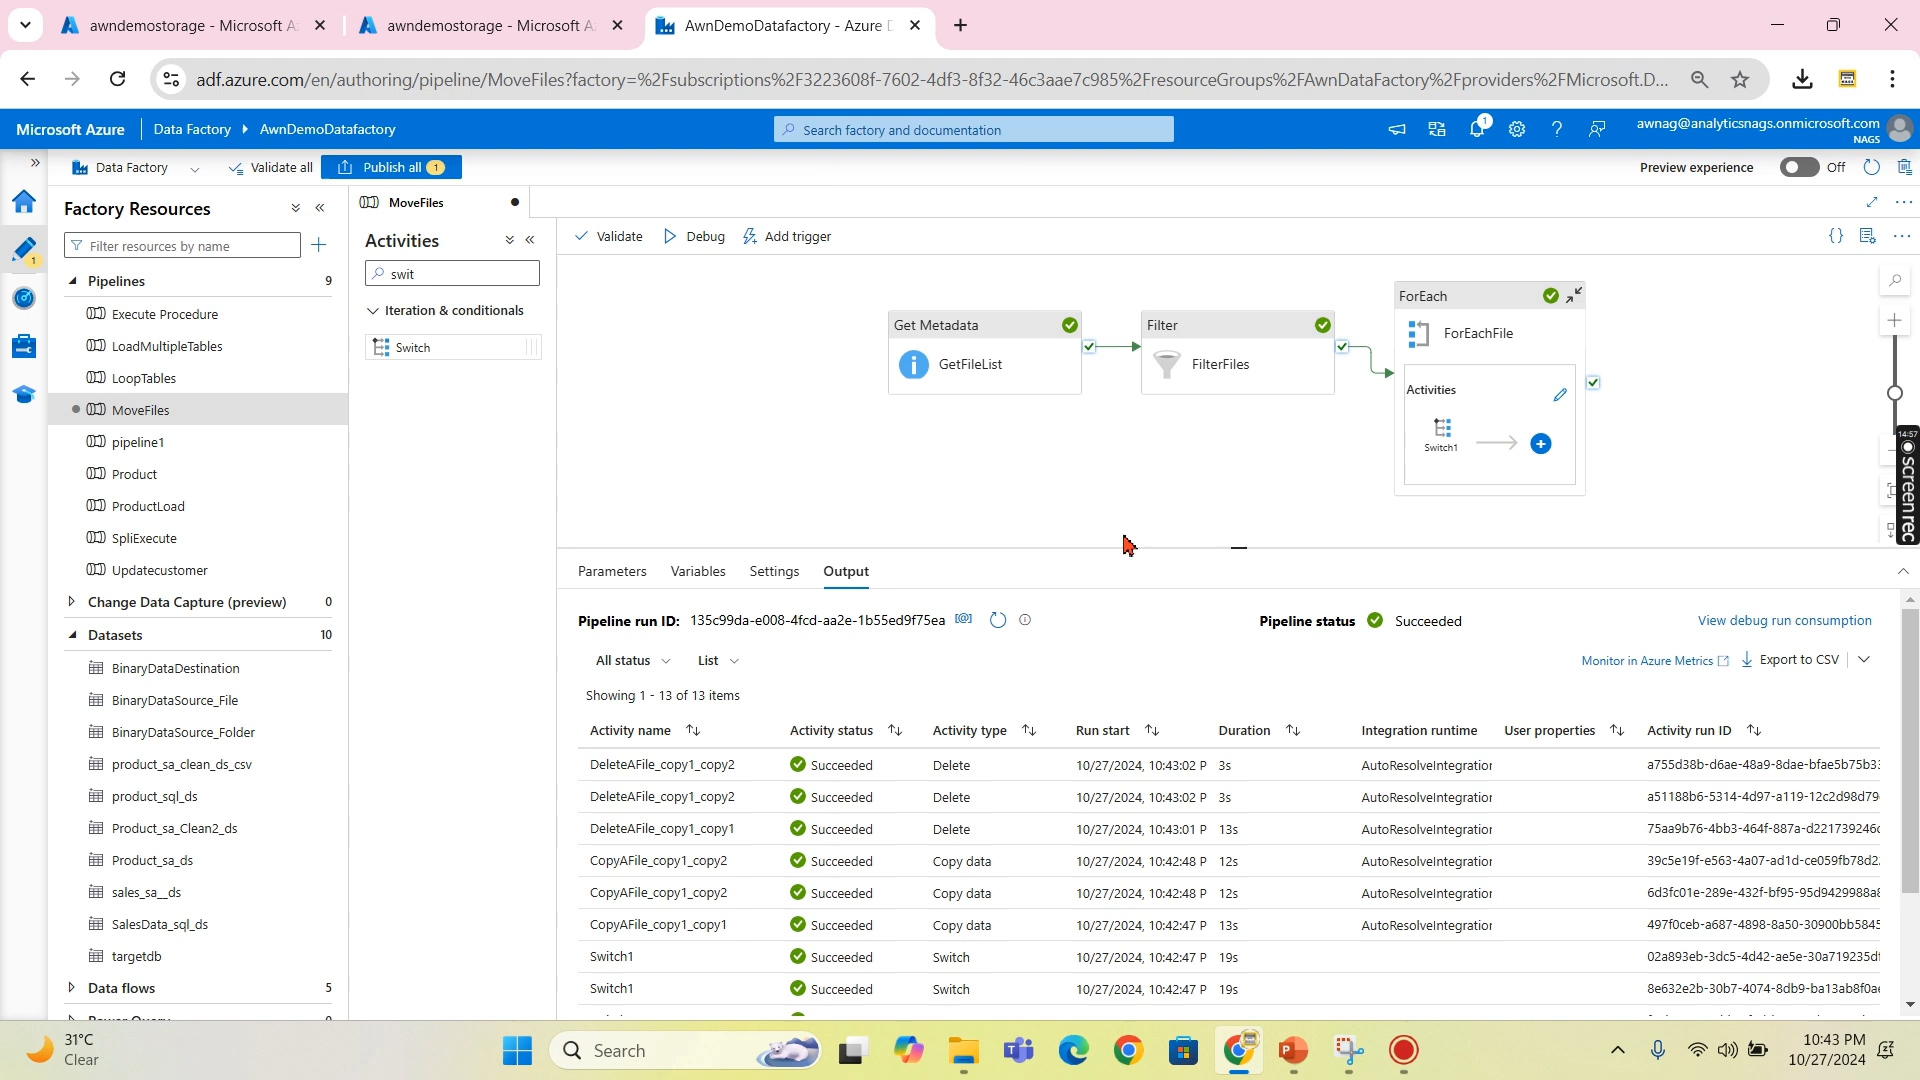 awndemostorage - Microsoft A
awndemostorage - Microsoft A
AwnDemoDatafactory - Azure D
adf.azure.com/en/authoring/pipeline/MoveFiles?factory=%2Fsubscriptions%2F3223608f-7602-4df3-8f32-46c3aae7c985%2FresourceGroups%2FAwnDataFactory%2Fproviders%2FMicrosoft.D...
Microsoft Azure
Data Factory
AwnDemoDatafactory
Search factory and documentation
1
awnag@analyticsnags.onmicrosoft.com
NAGS
Data Factory
Validate all
Publish all 1
Preview experience
Off
Factory Resources
Filter resources by name
1
Pipelines 9
Execute Procedure
LoadMultipleTables
LoopTables
MoveFiles
pipeline1
Product
ProductLoad
SpliExecute
Updatecustomer
Change Data Capture (preview) 0
Datasets 10
BinaryDataDestination
BinaryDataSource_File
BinaryDataSource_Folder
product_sa_clean_ds_csv
product_sql_ds
Product_sa_Clean2_ds
Product_sa_ds
sales_sa__ds
SalesData_sql_ds
targetdb
Data flows 5
MoveFiles
Activities
swit
Iteration & conditionals
Switch
Validate
Debug
Add trigger
Get Metadata
GetFileList
Filter
FilterFiles
ForEach
ForEachFile
Activities
Switch1
14:57
screenrec
Parameters Variables Settings Output
Pipeline run ID: 135c99da-e008-4fcd-aa2e-1b55ed9f75ea
Pipeline status Succeeded
View debug run consumption
All status List
Monitor in Azure Metrics
Export to CSV
Showing 1 - 13 of 13 items
Activity name Activity status Activity type Run start Duration Integration runtime User properties Activity run ID
DeleteAFile_copy1_copy2 Succeeded Delete 10/27/2024, 10:43:02 P 3s AutoResolveIntegration a755d38b-d6ae-48a9-8dae-bfae5b75b3
DeleteAFile_copy1_copy2 Succeeded Delete 10/27/2024, 10:43:02 P 3s AutoResolveIntegration a51188b6-5314-4d97-a119-12c2d98d79
DeleteAFile_copy1_copy1 Succeeded Delete 10/27/2024, 10:43:01 P 13s AutoResolveIntegration 75aa9b76-4bb3-464f-887a-d221739246
CopyAFile_copy1_copy2 Succeeded Copy data 10/27/2024, 10:42:48 P 12s AutoResolveIntegration 39c5e19f-e563-4a07-ad1d-ce059fb78d2
CopyAFile_copy1_copy2 Succeeded Copy data 10/27/2024, 10:42:48 P 12s AutoResolveIntegration 6d3fc01e-289e-432f-bf95-95d9429988a
CopyAFile_copy1_copy1 Succeeded Copy data 10/27/2024, 10:42:47 P 13s AutoResolveIntegration 497f0ceb-a687-4898-8a50-30900bb5845
Switch1 Succeeded Switch 10/27/2024, 10:42:47 P 19s 02a893eb-3dc5-4d42-ae5e-30a719235d
Switch1 Succeeded Switch 10/27/2024, 10:42:47 P 19s 8e632e2b-30b7-4074-8db9-ba13ab8f0a
31°C
Clear
Search
10:43 PM
10/27/2024